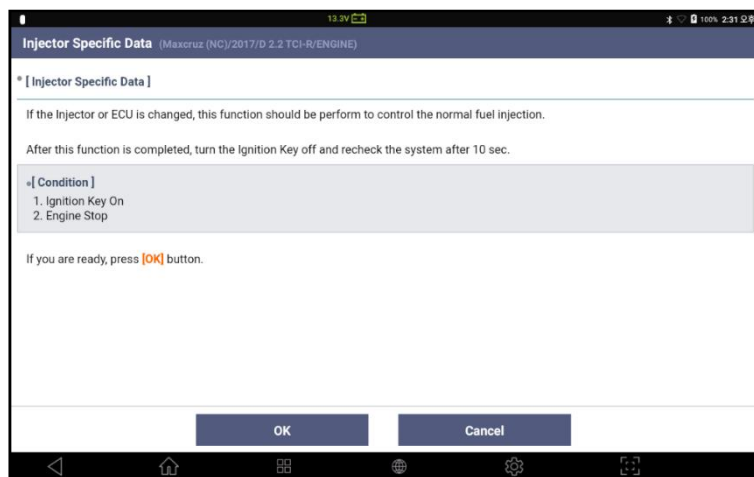 13.3V
100% 2:31 오후
Injector Specific Data (Maxcruz (NC)/2017/D 2.2 TCI-R/ENGINE)
[ Injector Specific Data ]
If the Injector or ECU is changed, this function should be perform to control the normal fuel injection.
After this function is completed, turn the Ignition Key off and recheck the system after 10 sec.
[ Condition ]
1. Ignition Key On
2. Engine Stop
If you are ready, press [OK] button.
OK Cancel